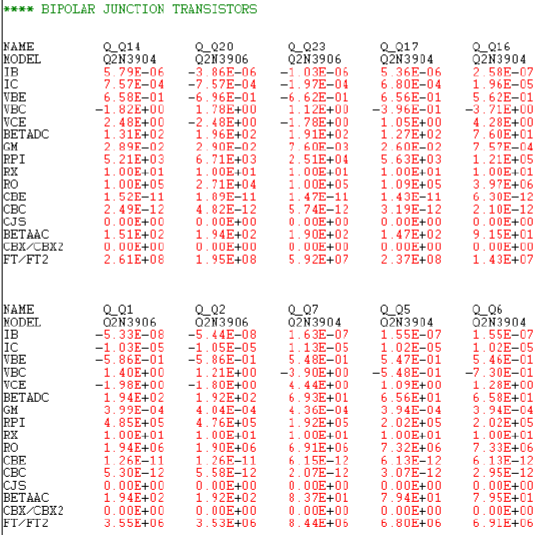 **** BIPOLAR JUNCTION TRANSISTORS
NAME Q_Q14 Q_Q20 Q_Q23 Q_Q17 Q_Q16
MODEL Q2N3904 Q2N3906 Q2N3906 Q2N3904 Q2N3904
IB 5.79E-06 -3.86E-06 -1.03E-06 5.36E-06 2.58E-07
IC 7.57E-04 -7.57E-04 -1.97E-04 6.80E-04 1.96E-05
VBE 6.58E-01 -6.96E-01 -6.62E-01 6.56E-01 5.62E-01
VBC -1.82E+00 1.78E+00 1.12E+00 -3.96E-01 -3.71E+00
VCE 2.48E+00 -2.48E+00 -1.78E+00 1.05E+00 4.28E+00
BETADC 1.31E+02 1.96E+02 1.91E+02 1.27E+02 7.60E+01
GM 2.89E-02 2.90E-02 7.60E-03 2.60E-02 7.57E-04
RPI 5.21E+03 6.71E+03 2.51E+04 5.63E+03 1.21E+05
RX 1.00E+01 1.00E+01 1.00E+01 1.00E+01 1.00E+01
RO 1.00E+05 2.71E+04 1.00E+05 1.09E+05 3.97E+06
CBE 1.52E-11 1.89E-11 1.47E-11 1.43E-11 6.30E-12
CBC 2.49E-12 4.82E-12 5.74E-12 3.19E-12 2.10E-12
CJS 0.00E+00 0.00E+00 0.00E+00 0.00E+00 0.00E+00
BETAAC 1.51E+02 1.94E+02 1.90E+02 1.47E+02 9.15E+01
CBX/CBX2 0.00E+00 0.00E+00 0.00E+00 0.00E+00 0.00E+00
FT/FT2 2.61E+08 1.95E+08 5.92E+07 2.37E+08 1.43E+07
NAME Q_Q1 Q_Q2 Q_Q7 Q_Q5 Q_Q6
MODEL Q2N3906 Q2N3906 Q2N3904 Q2N3904 Q2N3904
IB -5.33E-08 -5.44E-08 1.63E-07 1.55E-07 1.55E-07
IC -1.03E-05 -1.05E-05 1.13E-05 1.02E-05 1.02E-05
VBE -5.86E-01 -5.86E-01 5.48E-01 5.47E-01 5.46E-01
VBC 1.40E+00 1.21E+00 -3.90E+00 -5.48E-01 -7.30E-01
VCE -1.98E+00 -1.80E+00 4.44E+00 1.09E+00 1.28E+00
BETADC 1.94E+02 1.92E+02 6.93E+01 6.56E+01 6.58E+01
GM 3.99E-04 4.04E-04 4.36E-04 3.94E-04 3.94E-04
RPI 4.85E+05 4.76E+05 1.92E+05 2.02E+05 2.02E+05
RX 1.00E+01 1.00E+01 1.00E+01 1.00E+01 1.00E+01
RO 1.94E+06 1.90E+06 6.91E+06 7.32E+06 7.33E+06
CBE 1.26E-11 1.26E-11 6.15E-12 6.13E-12 6.13E-12
CBC 5.30E-12 5.58E-12 2.07E-12 3.07E-12 2.95E-12
CJS 0.00E+00 0.00E+00 0.00E+00 0.00E+00 0.00E+00
BETAAC 1.94E+02 1.92E+02 8.37E+01 7.94E+01 7.95E+01
CBX/CBX2 0.00E+00 0.00E+00 0.00E+00 0.00E+00 0.00E+00
FT/FT2 3.55E+06 3.53E+06 8.44E+06 6.80E+06 6.91E+06